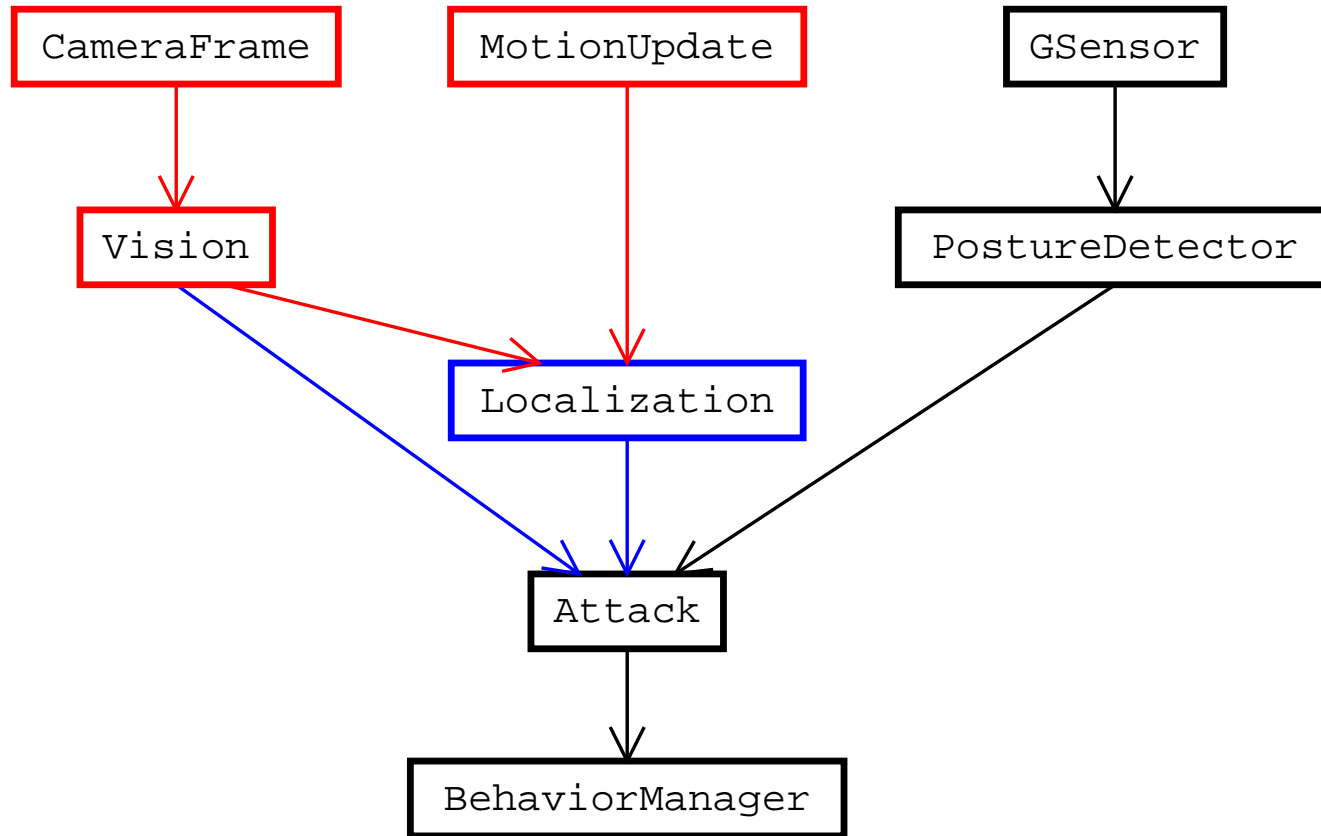 CameraFrame
MotionUpdate
GSensor
Vision
PostureDetector
Localization
Attack
BehaviorManager